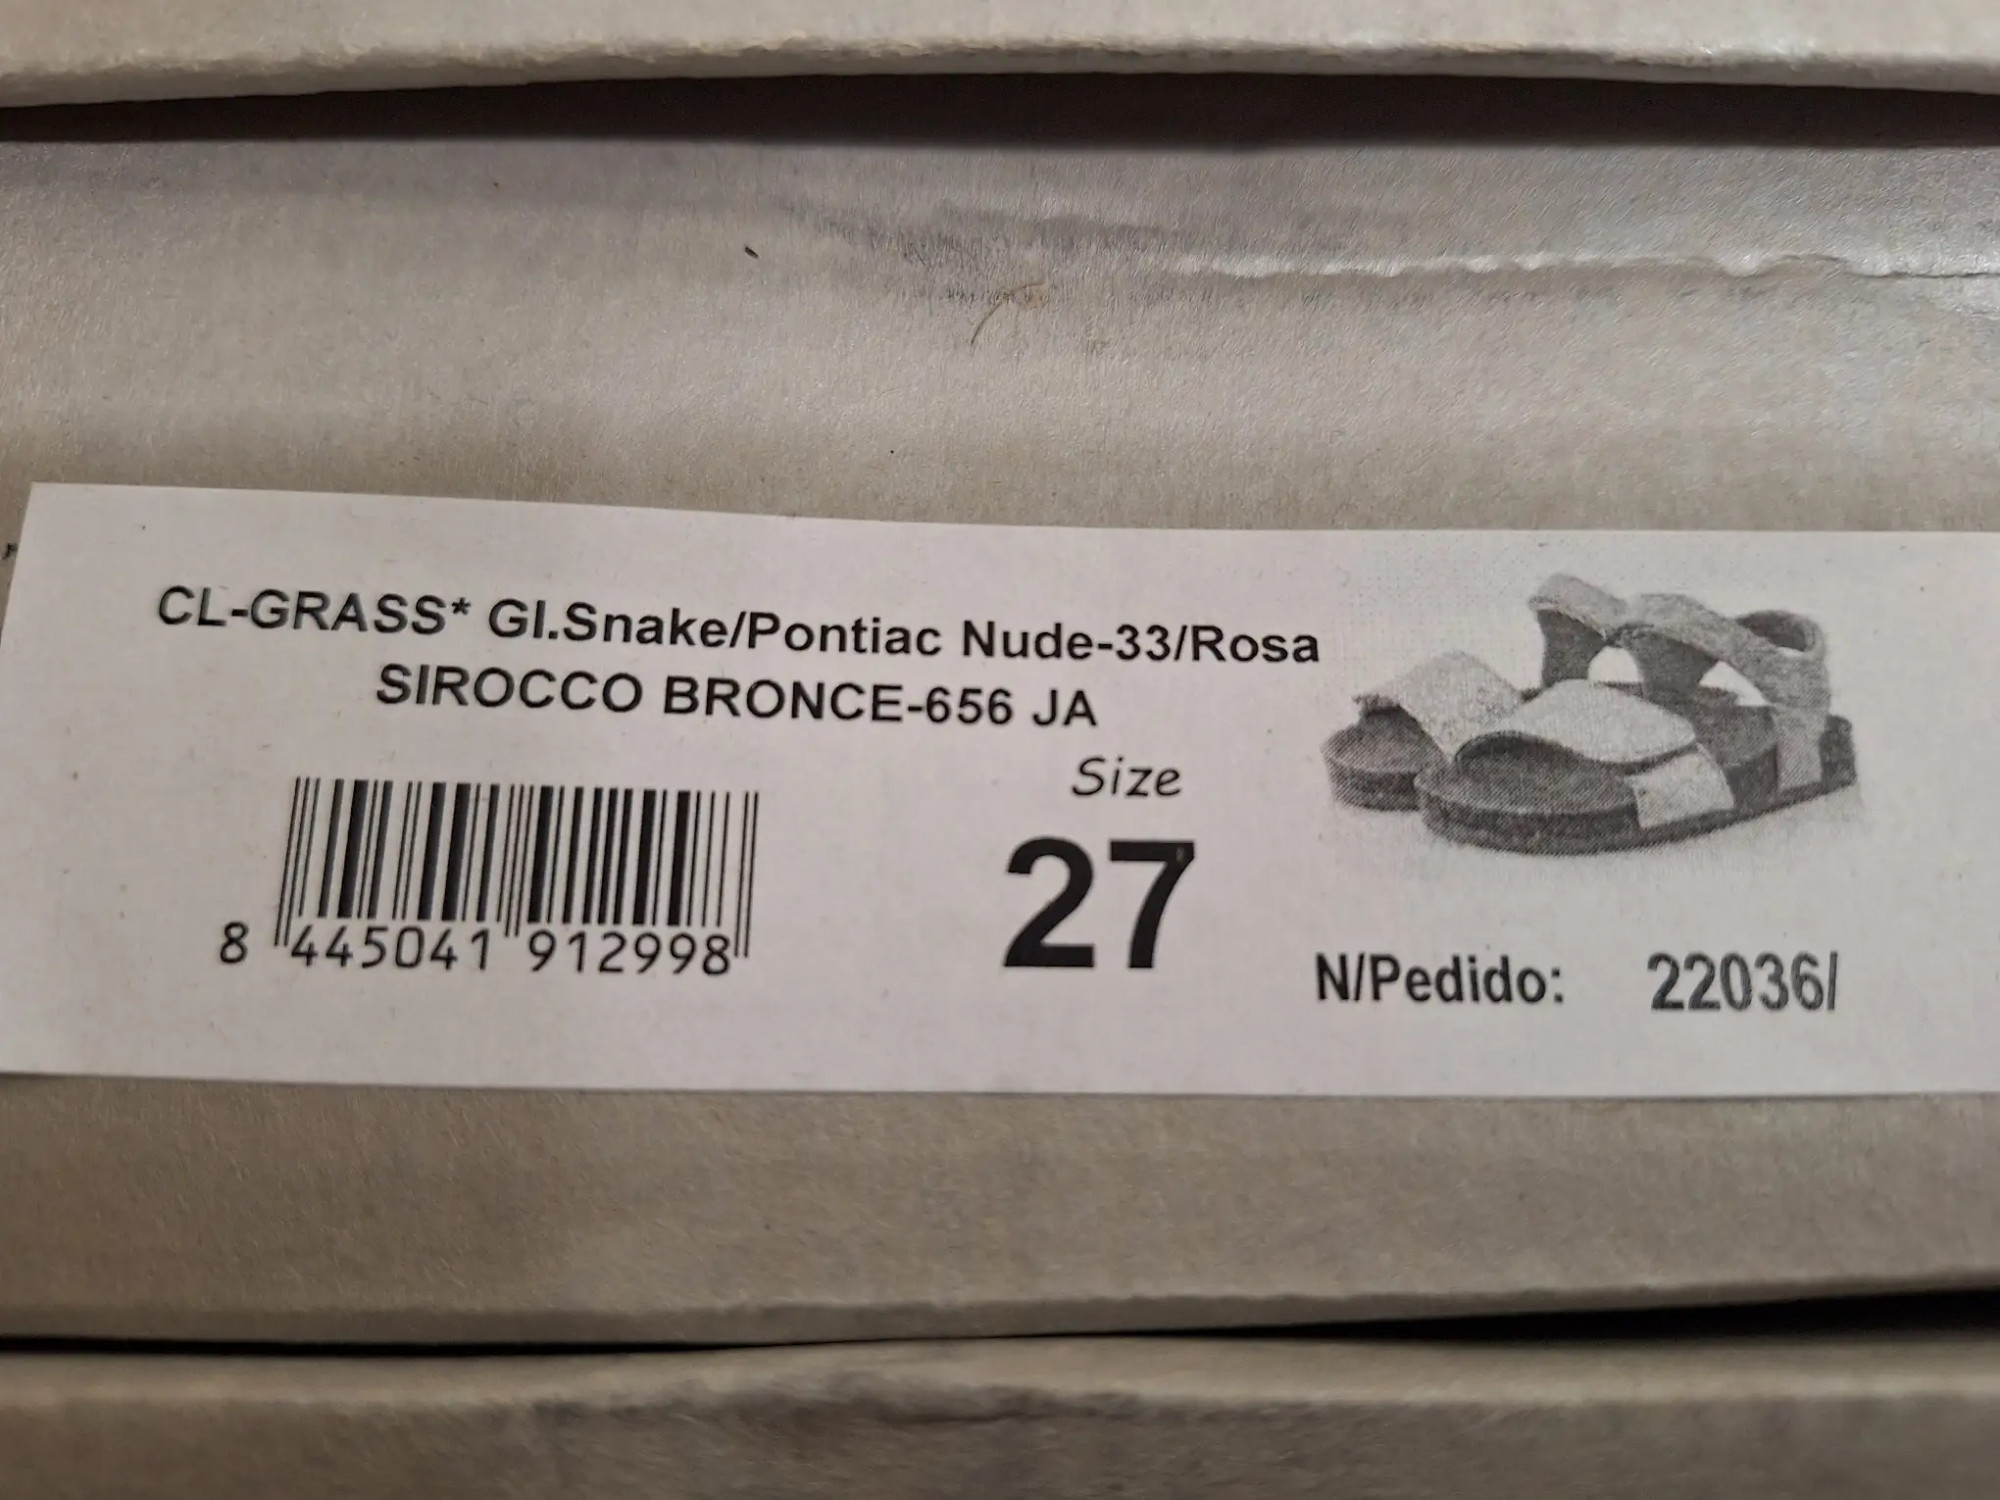 CL-GRASS* Gl.Snake/Pontiac Nude-33/Rosa
SIROCCO BRONCE-656 JA
Size
27
8 445041 912998
N/Pedido: 22036/